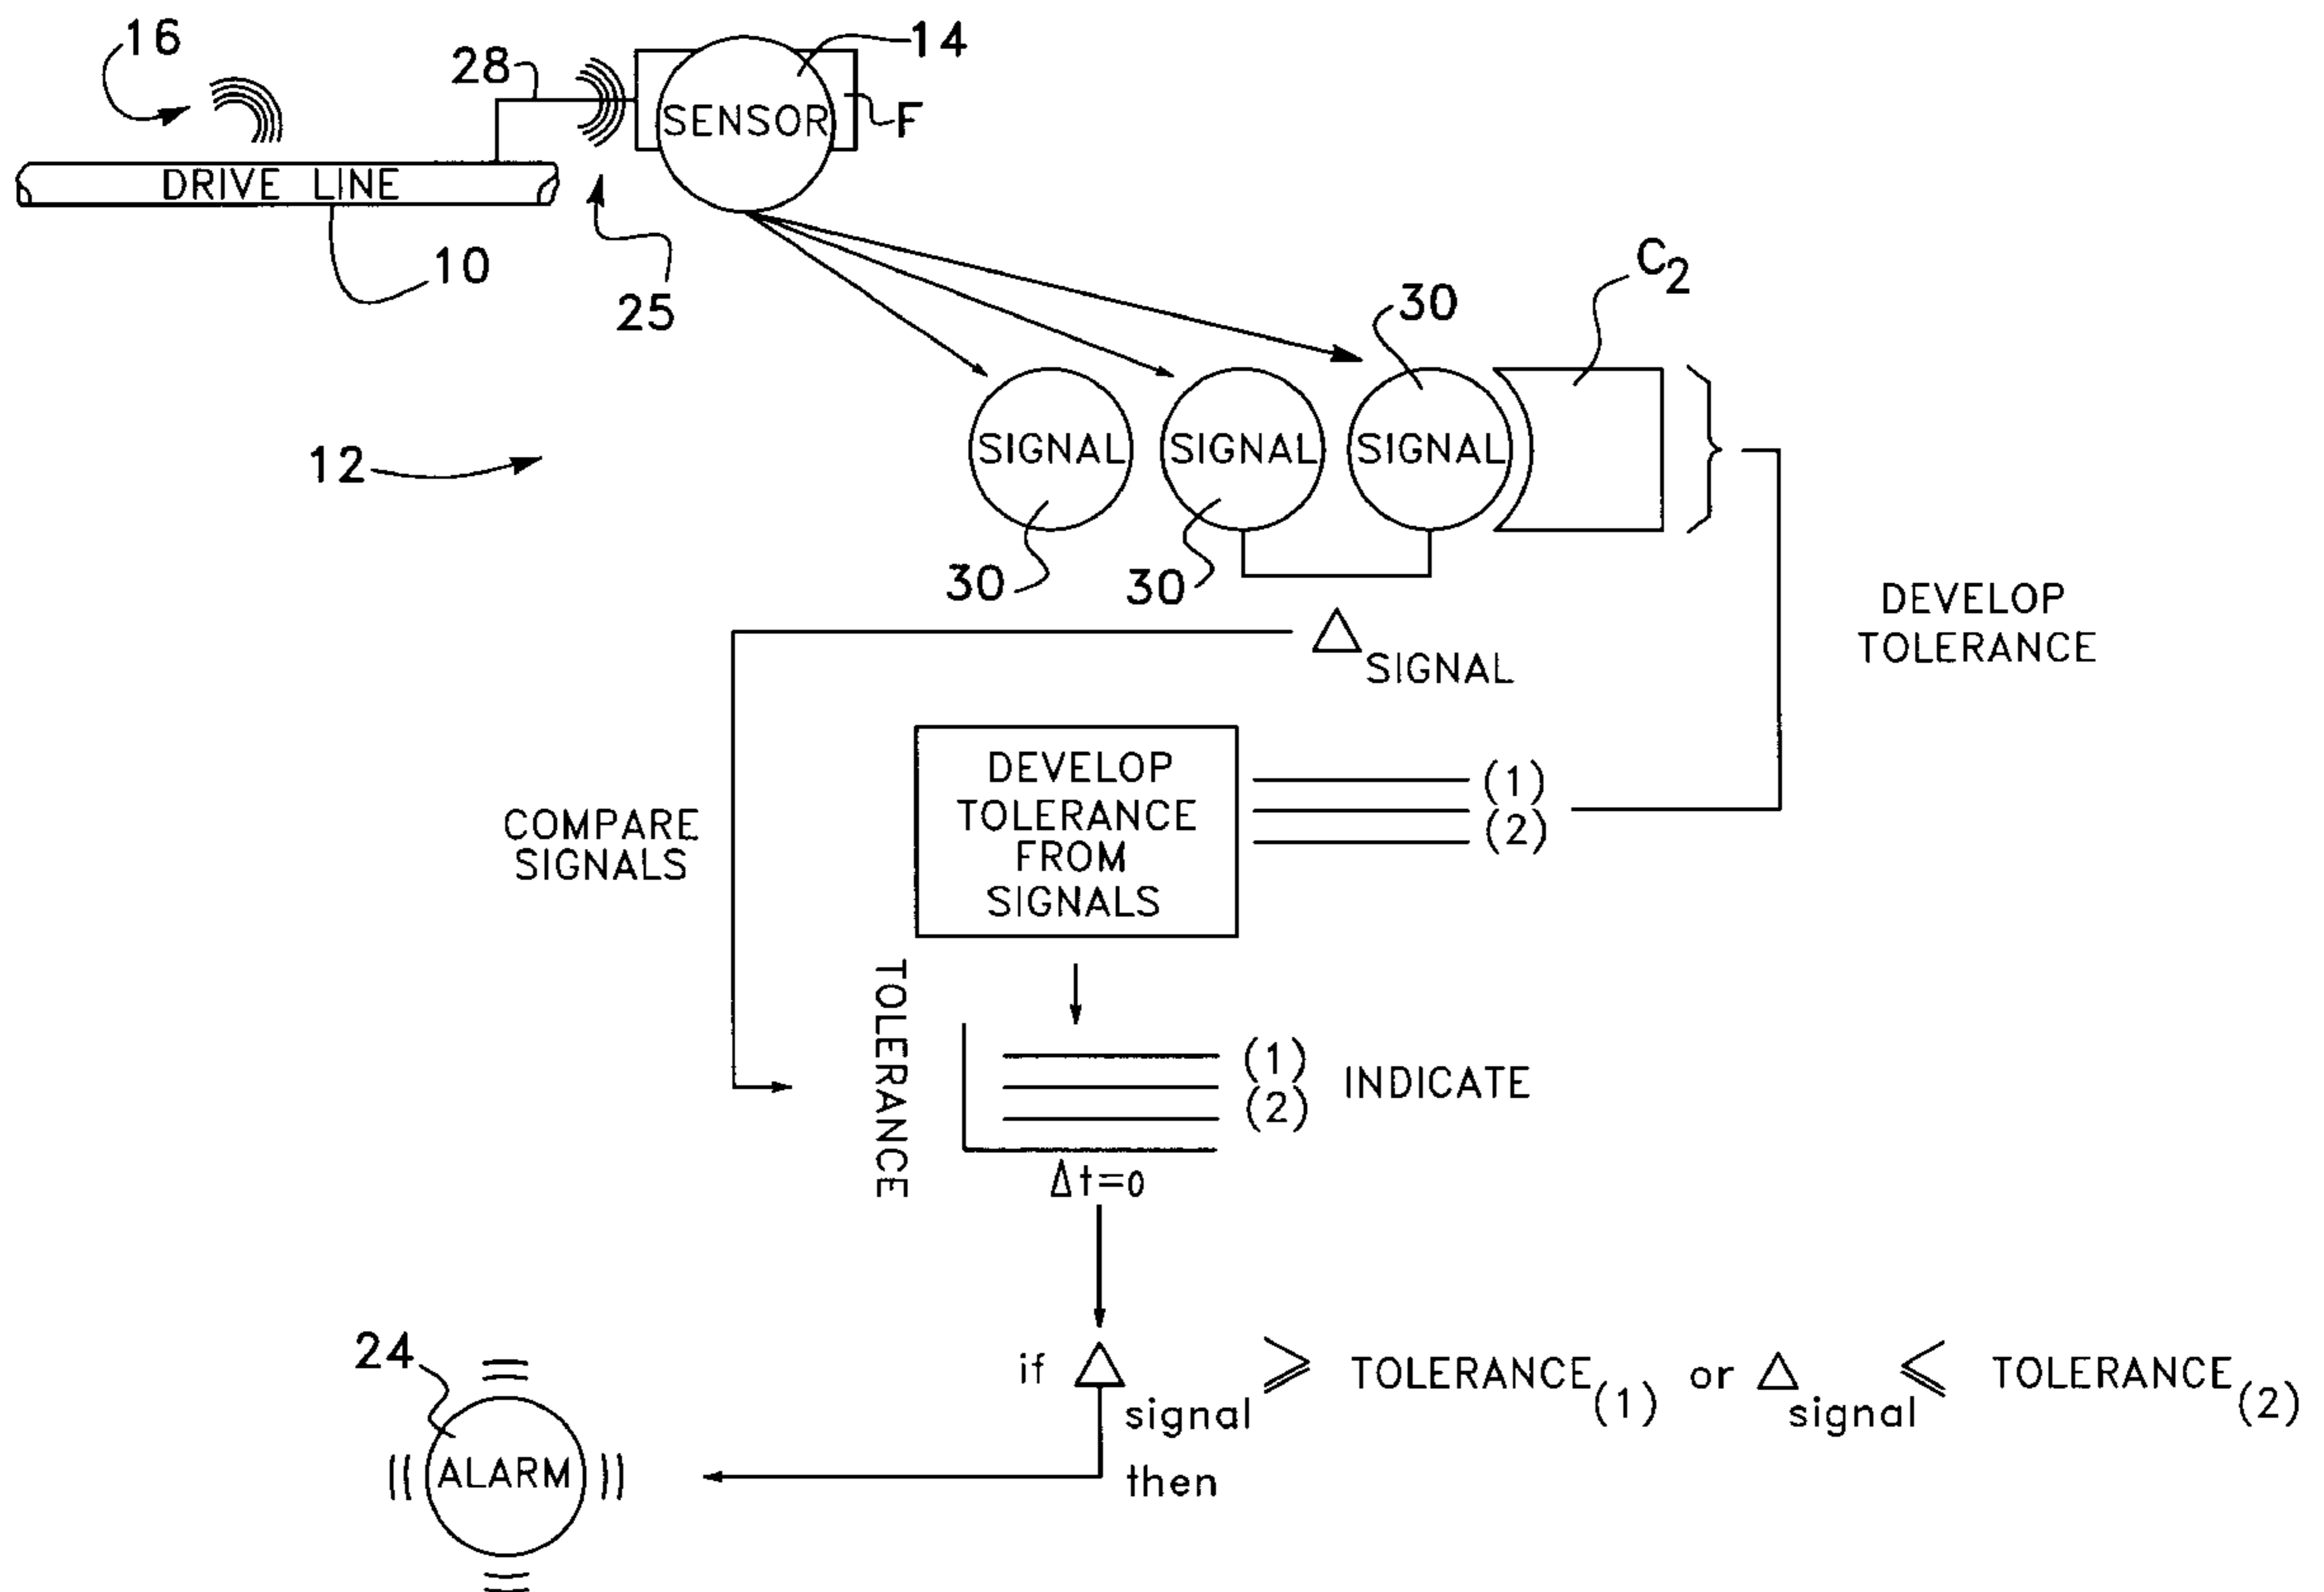 16
28
14
SENSOR
F
DRIVE LINE
10
25
C2
30
SIGNAL SIGNAL SIGNAL
12
30 30
DEVELOP
TOLERANCE
△SIGNAL
DEVELOP
TOLERANCE
FROM
SIGNALS
(1)
(2)
COMPARE
SIGNALS
TOLERANCE
(1)
(2)
INDICATE
Δt=0
24
if △signal ⩾ TOLERANCE(1) or △signal ⩽ TOLERANCE(2)
then
ALARM